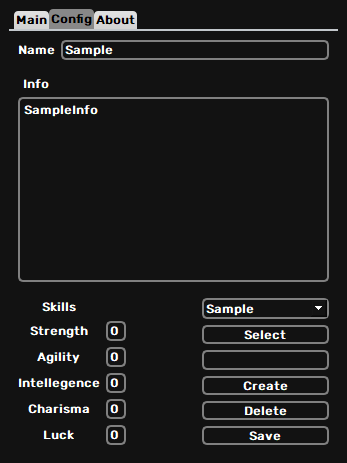 Main Config About
Name Sample
Info
SampleInfo
Skills Sample
Strength 0 Select
Agility 0
Intellegence 0 Create
Charisma 0 Delete
Luck 0 Save